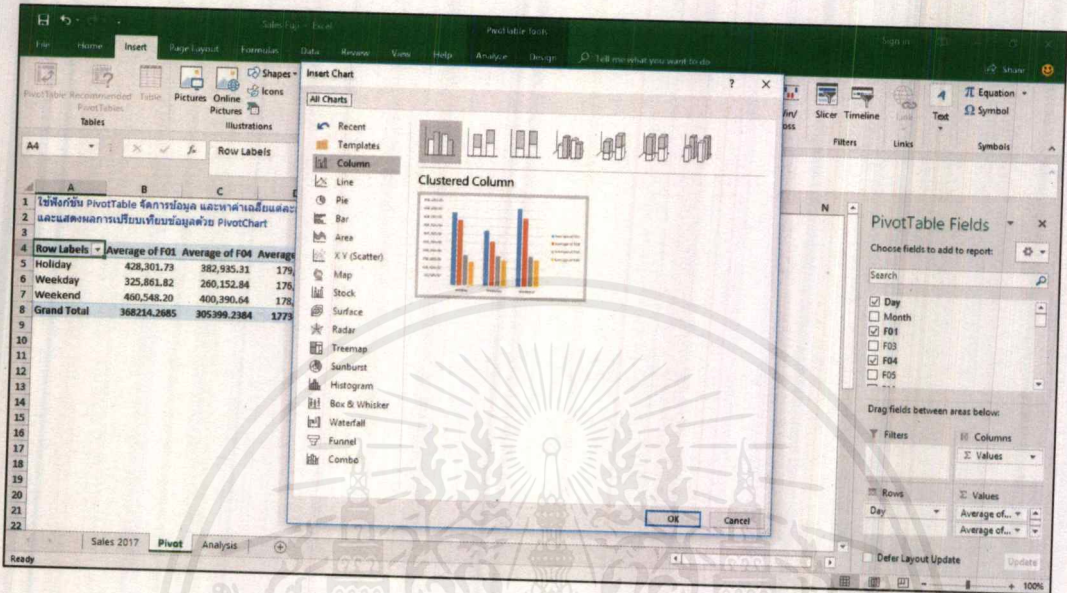 Sales Fuji - Excel
PivotTable Tools
Sign in
File Home Insert Page Layout Formulas Data Review View Help Analyze Design Tell me what you want to do
Share
PivotTable Recommended PivotTables Table
Pictures Online Pictures
Shapes
Icons
Tables
Illustrations
Slicer Timeline
Link
Text
Equation
Symbol
Filters
Links
Symbols
A4
fx
Row Labels
A B C N
1 ใช้ฟังก์ชัน PivotTable จัดการข้อมูล และหาค่าเฉลี่ยแต่ละ
2 และแสดงผลการเปรียบเทียบข้อมูลด้วย PivotChart
3
4 Row Labels Average of F01 Average of F04 Average
5 Holiday 428,301.73 382,935.31 179,
6 Weekday 325,861.82 260,152.84 176,
7 Weekend 460,548.20 400,390.64 178,
8 Grand Total 368214.2685 305399.2384 1773
9
10
11
12
13
14
15
16
17
18
19
20
21
22
Insert Chart
? X
All Charts
Recent
Templates
Column
Line
Pie
Bar
Area
X Y (Scatter)
Map
Stock
Surface
Radar
Treemap
Sunburst
Histogram
Box & Whisker
Waterfall
Funnel
Combo
Clustered Column
OK Cancel
PivotTable Fields
Choose fields to add to report:
Search
Day
Month
F01
F03
F04
F05
Drag fields between areas below:
Filters
Columns
Σ Values
Rows
Day
Σ Values
Average of...
Average of...
Defer Layout Update
Update
Sales 2017 Pivot Analysis
Ready
100%